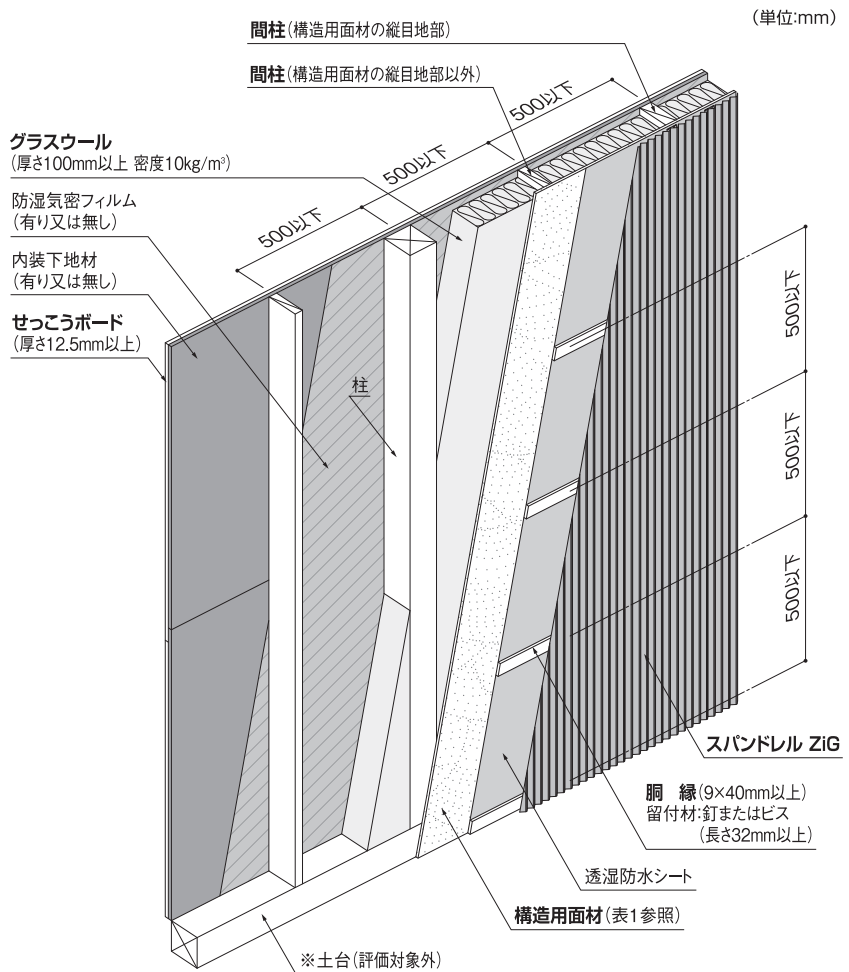 (単位:mm)
間柱(構造用面材の縦目地部)
間柱(構造用面材の縦目地部以外)
500以下
500以下
500以下
グラスウール
(厚さ100mm以上 密度10kg/m³)
防湿気密フィルム
(有り又は無し)
内装下地材
(有り又は無し)
せっこうボード
(厚さ12.5mm以上)
柱
500以下
500以下
500以下
スパンドレル ZiG
胴 縁(9×40mm以上)
留付材:釘またはビス
(長さ32mm以上)
透湿防水シート
構造用面材(表1参照)
※土台(評価対象外)